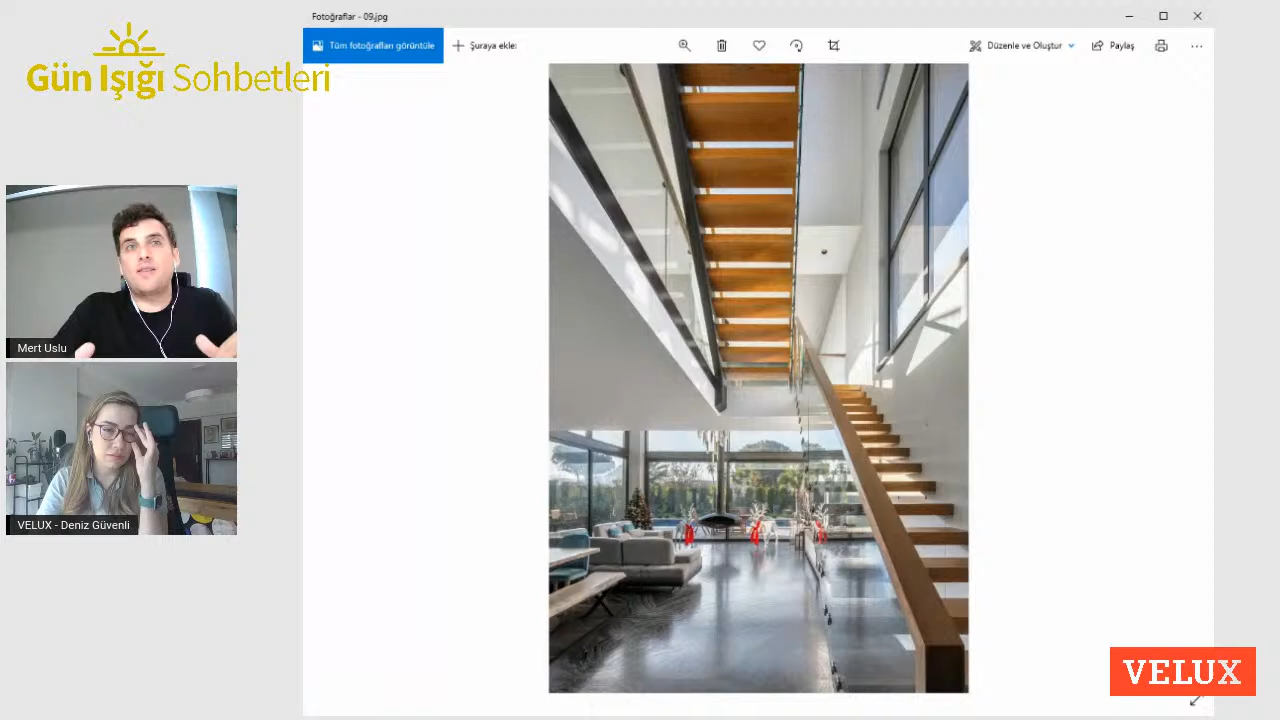 Fotoğraflar - 09.jpg
Tüm fotoğrafları görüntüle
Şuraya ekle:
Düzenle ve Oluştur
Paylaş
Gün Işığı Sohbetleri
Mert Uslu
VELUX - Deniz Güvenli
VELUX